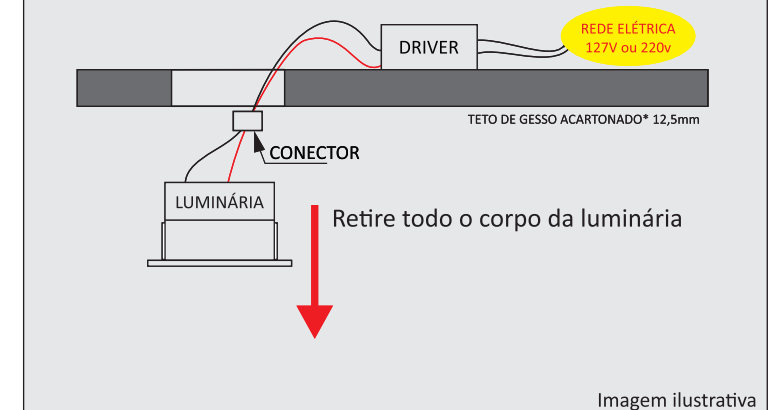 REDE ELÉTRICA
127V ou 220v
DRIVER
TETO DE GESSO ACARTONADO* 12,5mm
CONECTOR
LUMINÁRIA
Retire todo o corpo da luminária
Imagem ilustrativa